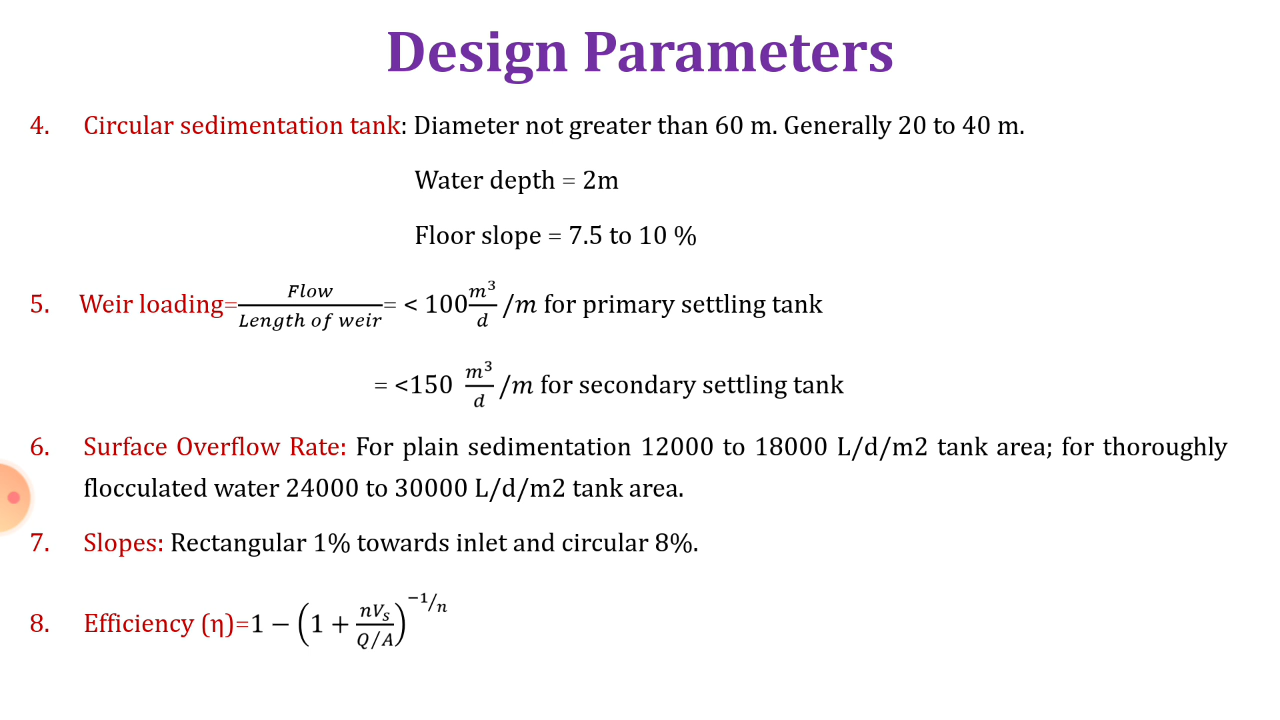 Design Parameters
4. Circular sedimentation tank: Diameter not greater than 60 m. Generally 20 to 40 m.
Water depth = 2m
Floor slope = 7.5 to 10 %
5. Weir loading=Flow/Length of weir= < 100 m³/d /m for primary settling tank
= <150 m³/d /m for secondary settling tank
6. Surface Overflow Rate: For plain sedimentation 12000 to 18000 L/d/m2 tank area; for thoroughly
flocculated water 24000 to 30000 L/d/m2 tank area.
7. Slopes: Rectangular 1% towards inlet and circular 8%.
8. Efficiency (η)=1 − (1 + nVₛ/(Q/A))^(−1/n)